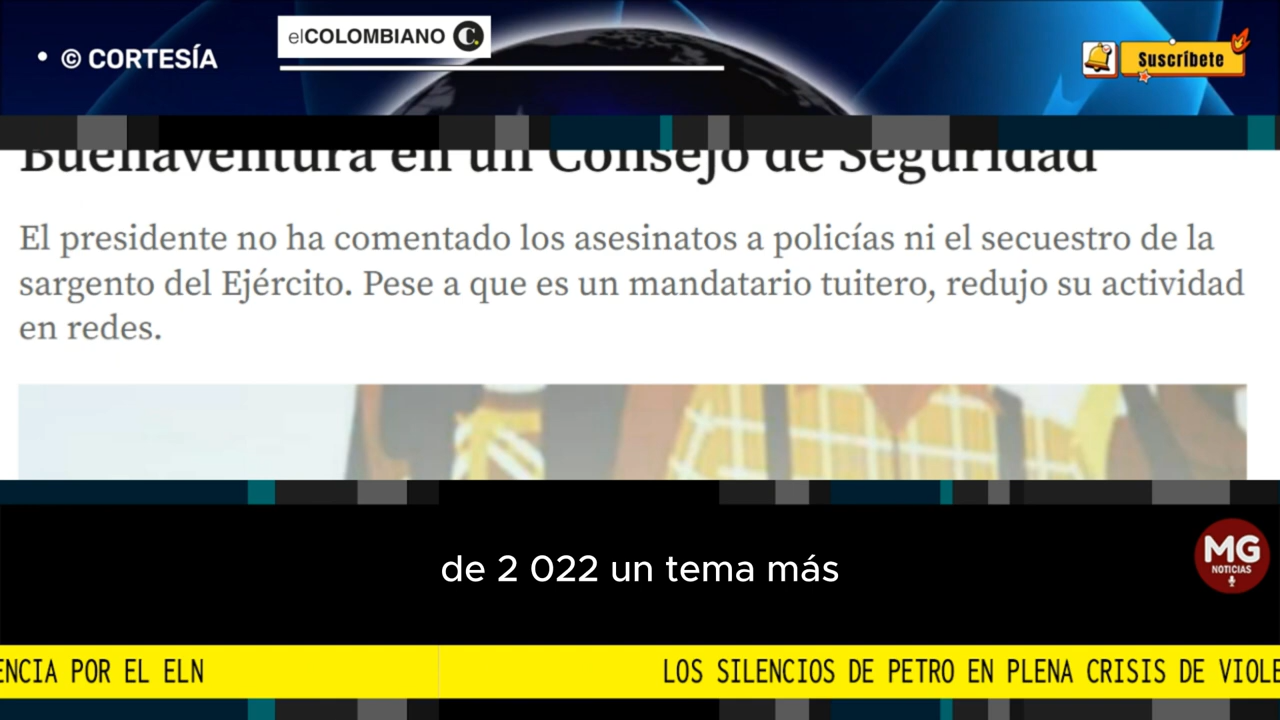 • © CORTESÍA
elCOLOMBIANO C
Suscríbete
Buenaventura en un Consejo de Seguridad
El presidente no ha comentado los asesinatos a policías ni el secuestro de la
sargento del Ejército. Pese a que es un mandatario tuitero, redujo su actividad
en redes.
de 2 022 un tema más
MG
NOTICIAS
ENCIA POR EL ELN
LOS SILENCIOS DE PETRO EN PLENA CRISIS DE VIOLE